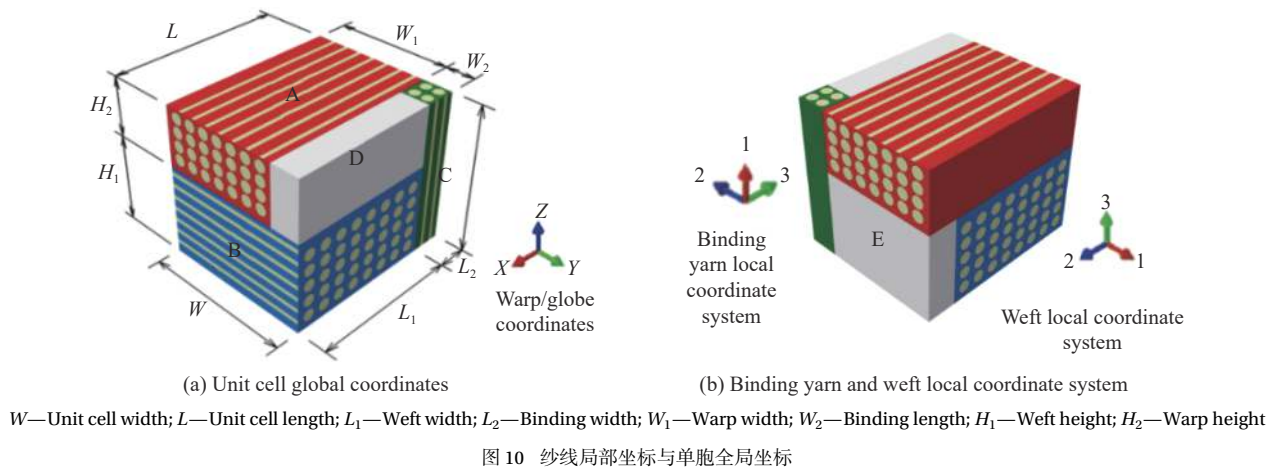 L
W₁
W₂
H₂
A
D
H₁
C
B
Z
X
Y
L₂
W
L₁
Warp/globe
coordinates
1
2
3
Binding
yarn local
coordinate
system
E
3
2
1
Weft local coordinate
system
(a) Unit cell global coordinates
(b) Binding yarn and weft local coordinate system
W—Unit cell width; L—Unit cell length; L₁—Weft width; L₂—Binding width; W₁—Warp width; W₂—Binding length; H₁—Weft height; H₂—Warp height
图 10 纱线局部坐标与单胞全局坐标